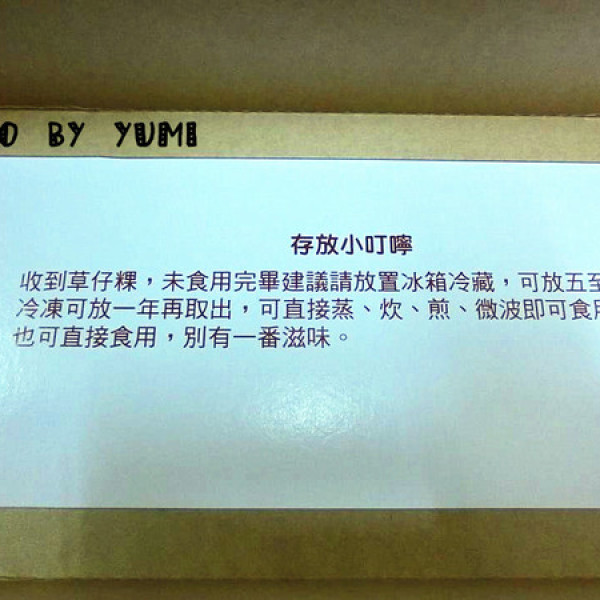 O BY YUMI
存放小叮嚀
收到草仔粿，未食用完畢建議請放置冰箱冷藏，可放五至
冷凍可放一年再取出，可直接蒸、炊、煎、微波即可食用
也可直接食用，別有一番滋味。